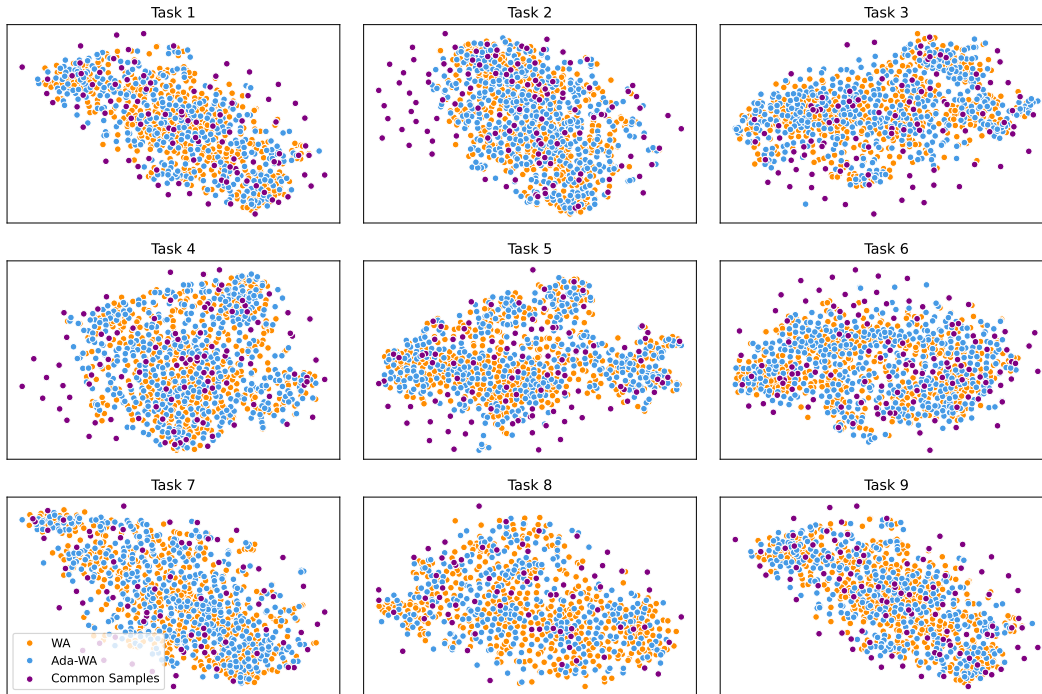 Task 1
Task 2
Task 3
Task 4
Task 5
Task 6
Task 7
Task 8
Task 9
WA
Ada-WA
Common Samples